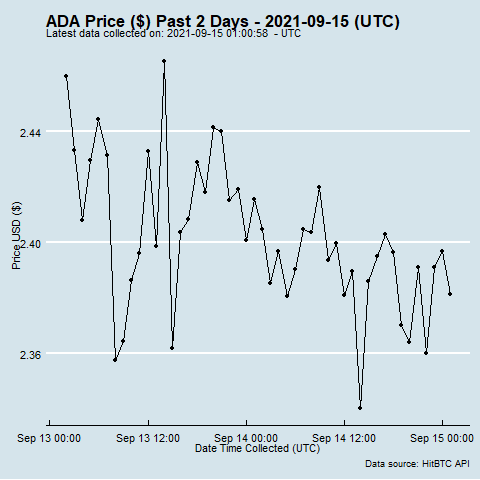 ADA Price ($) Past 2 Days - 2021-09-15 (UTC)
Latest data collected on: 2021-09-15 01:00:58  - UTC
Price USD ($)
2.44
2.40
2.36
Sep 13 00:00
Sep 13 12:00
Sep 14 00:00
Sep 14 12:00
Sep 15 00:00
Date Time Collected (UTC)
Data source: HitBTC API